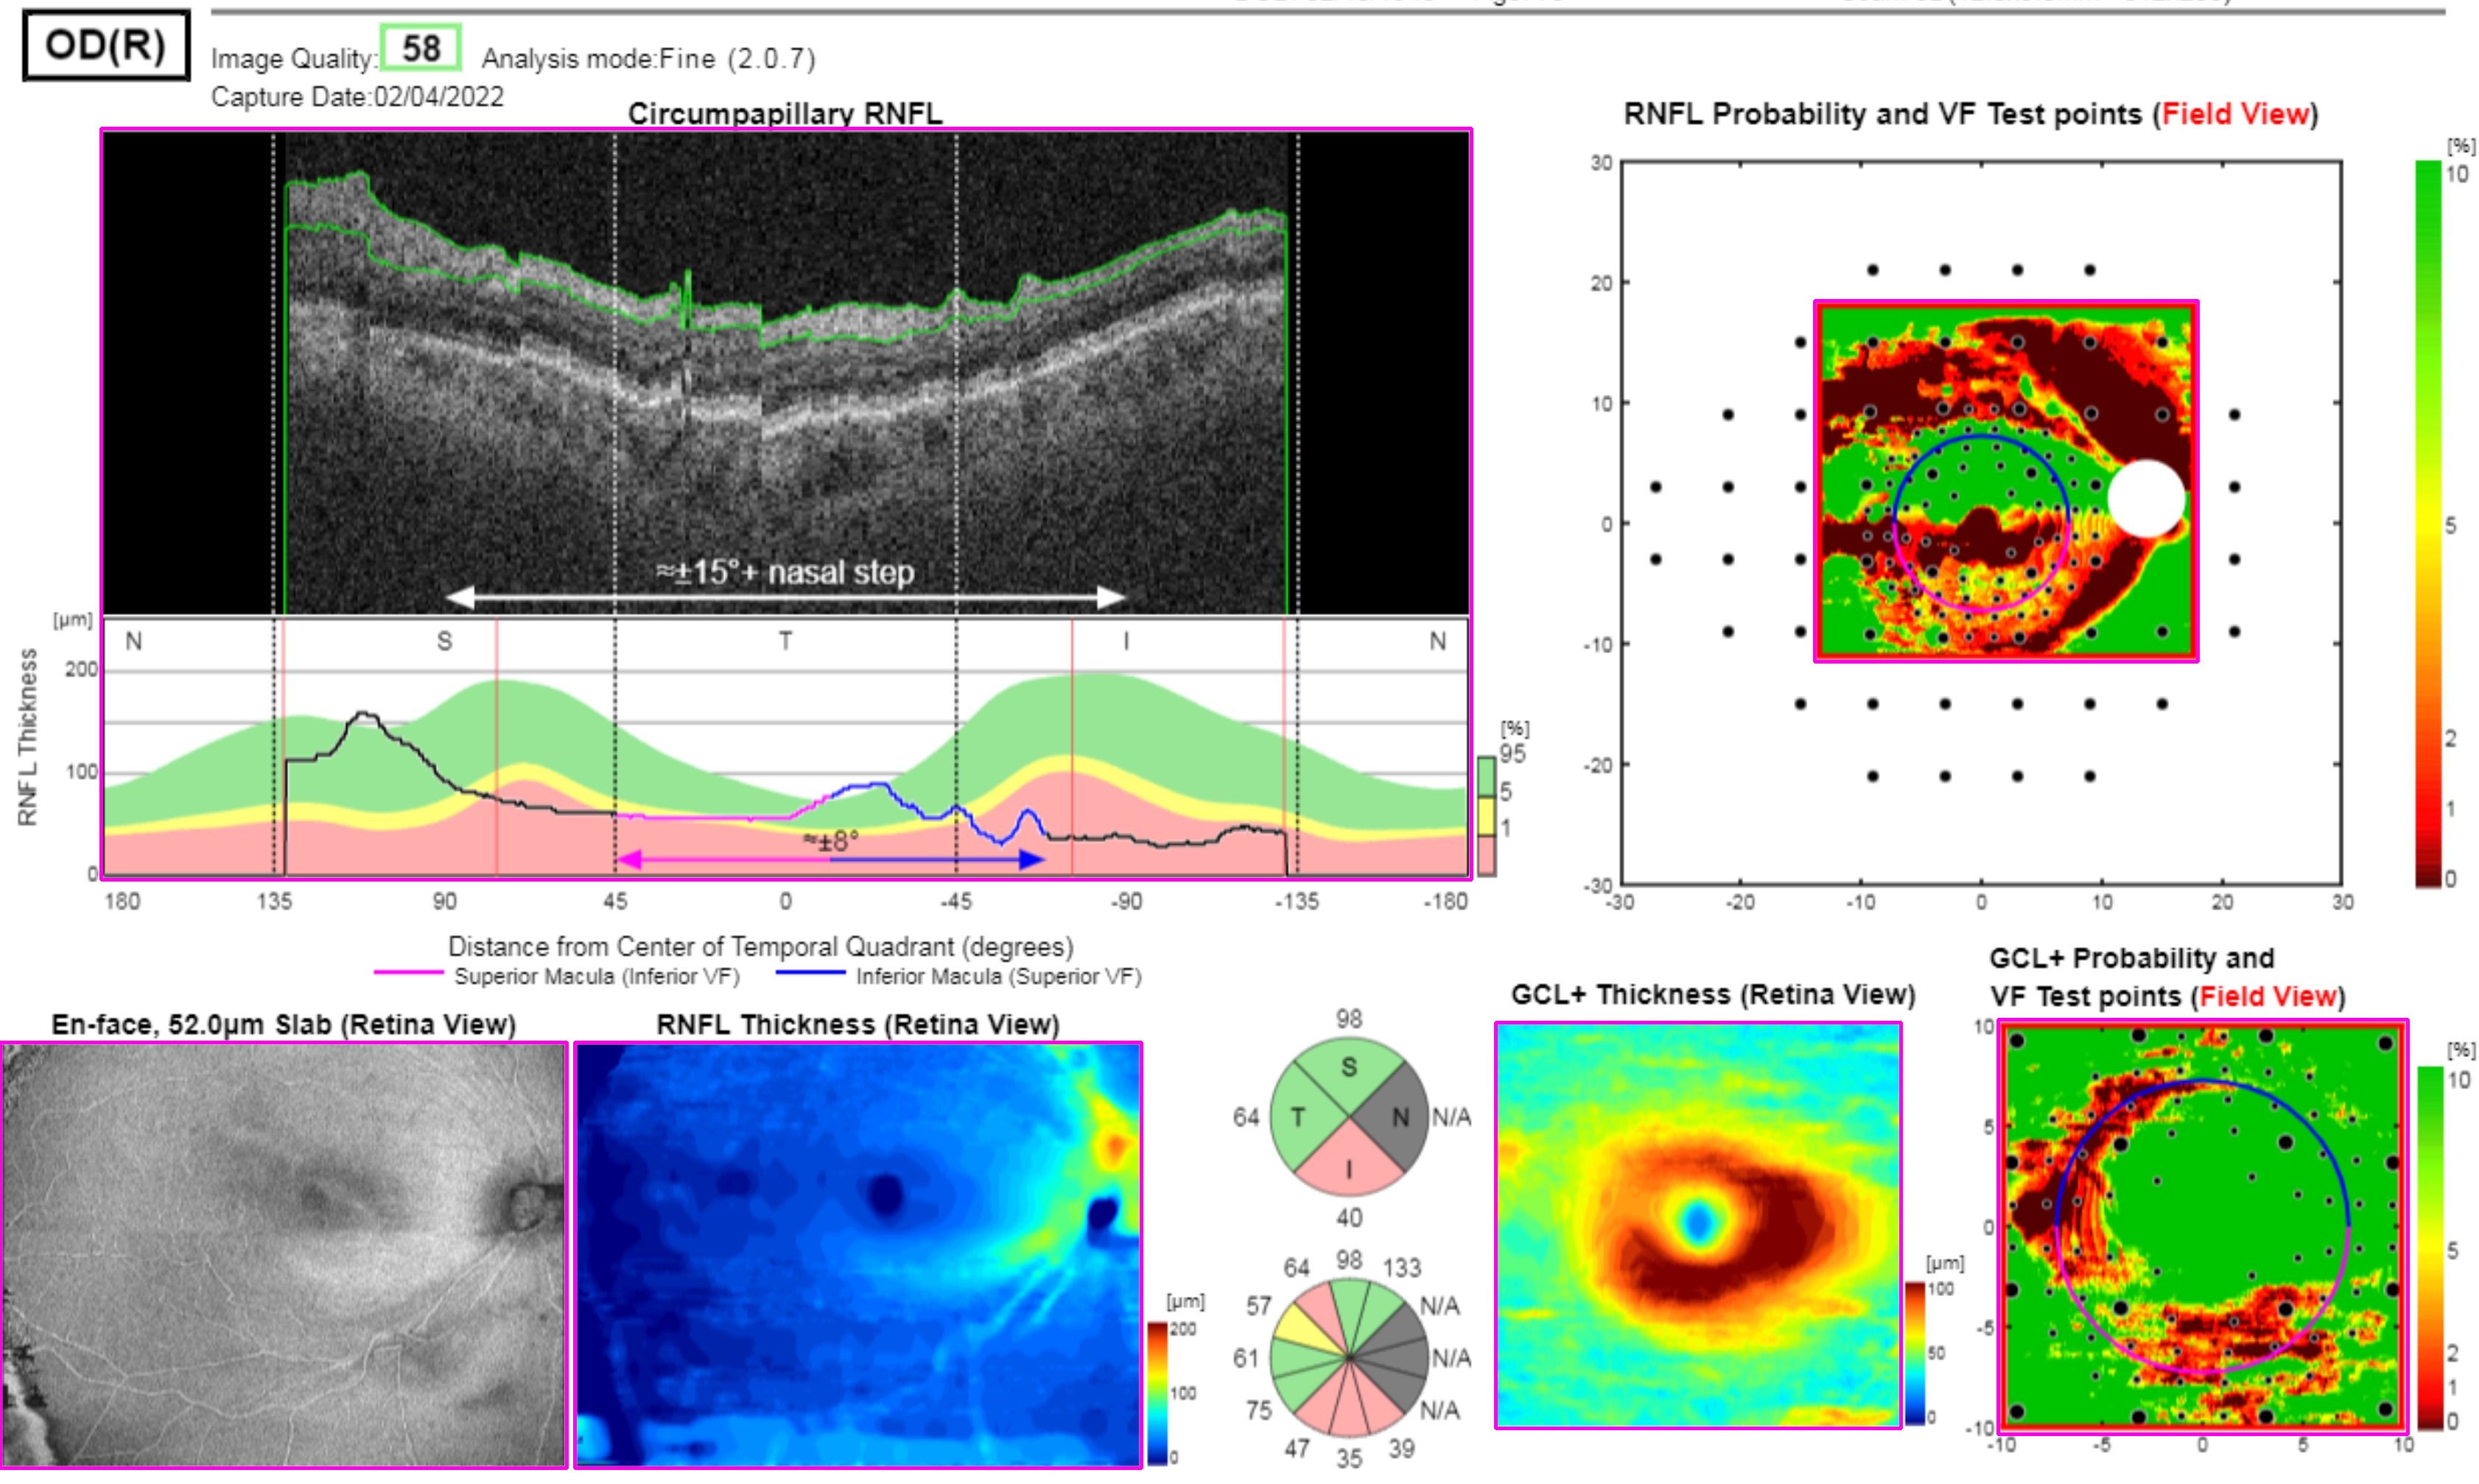 OD(R)
Image Quality: 58 Analysis mode:Fine (2.0.7)
Capture Date:02/04/2022
Circumpapillary RNFL
≈±15°+ nasal step
[µm]
N S T I N
RNFL Thickness
200
100
0
≈±8°
[%]
95
5
1
180 135 90 45 0 -45 -90 -135 -180
Distance from Center of Temporal Quadrant (degrees)
Superior Macula (Inferior VF) Inferior Macula (Superior VF)
RNFL Probability and VF Test points (Field View)
30
20
10
0
-10
-20
-30
-30 -20 -10 0 10 20 30
[%]
10
5
2
1
0
En-face, 52.0µm Slab (Retina View)
RNFL Thickness (Retina View)
[µm]
200
100
0
98
S
64 T N N/A
I
40
64 98 133
57 N/A
61 N/A
75 N/A
47 35 39
GCL+ Thickness (Retina View)
[µm]
100
50
0
GCL+ Probability and
VF Test points (Field View)
10
5
0
-5
-10
-10 -5 0 5 10
[%]
10
5
2
1
0